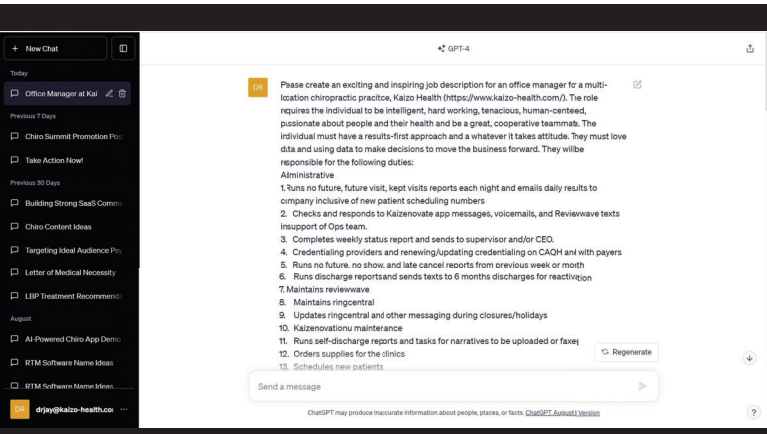 + New Chat
GPT-4
Today
Office Manager at Kai
Previous 7 Days
Chiro Summit Promotion Pos
Take Action Now!
Previous 30 Days
Building Strong SaaS Commu
Chiro Content Ideas
Targeting Ideal Audience Psy
Letter of Medical Necessity
LBP Treatment Recommenda
August
AI-Powered Chiro App Demo
RTM Software Name Ideas
RTM Software Name Ideas
DR drjay@kaizo-health.co ···
DR
Please create an exciting and inspiring job description for an office manager for a multi-
location chiropractic pracitce, Kaizo Health (https://www.kaizo-health.com/). The role
requires the individual to be intelligent, hard working, tenacious, human-centeed,
passionate about people and their health and be a great, cooperative teammate. The
individual must have a results-first approach and a whatever it takes attitude. They must love
data and using data to make decisions to move the business forward. They willbe
responsible for the following duties:
Administrative
1. Runs no future, future visit, kept visits reports each night and emails daily results to
company inclusive of new patient scheduling numbers
2. Checks and responds to Kaizenovate app messages, voicemails, and Reviewwave texts
insupport of Ops team.
3. Completes weekly status report and sends to supervisor and/or CEO.
4. Credentialing providers and renewing/updating credentialing on CAQH and with payers
5. Runs no future, no show, and late cancel reports from previous week or month
6. Runs discharge reportsand sends texts to 6 months discharges for reactivation
7. Maintains reviewwave
8. Maintains ringcentral
9. Updates ringcentral and other messaging during closures/holidays
10. Kaizenovationu mainterance
11. Runs self-discharge reports and tasks for narratives to be uploaded or faxe
12. Orders supplies for the clinics
13. Schedules new patients
Regenerate
Send a message
ChatGPT may produce inaccurate information about people, places, or facts. ChatGPT August Version
?